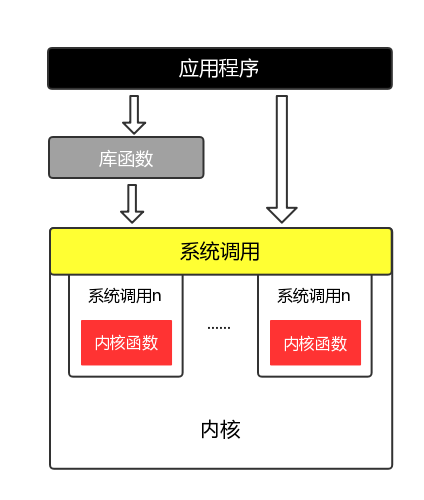 应用程序
库函数
系统调用
系统调用n
系统调用n
内核函数
......
内核函数
内核